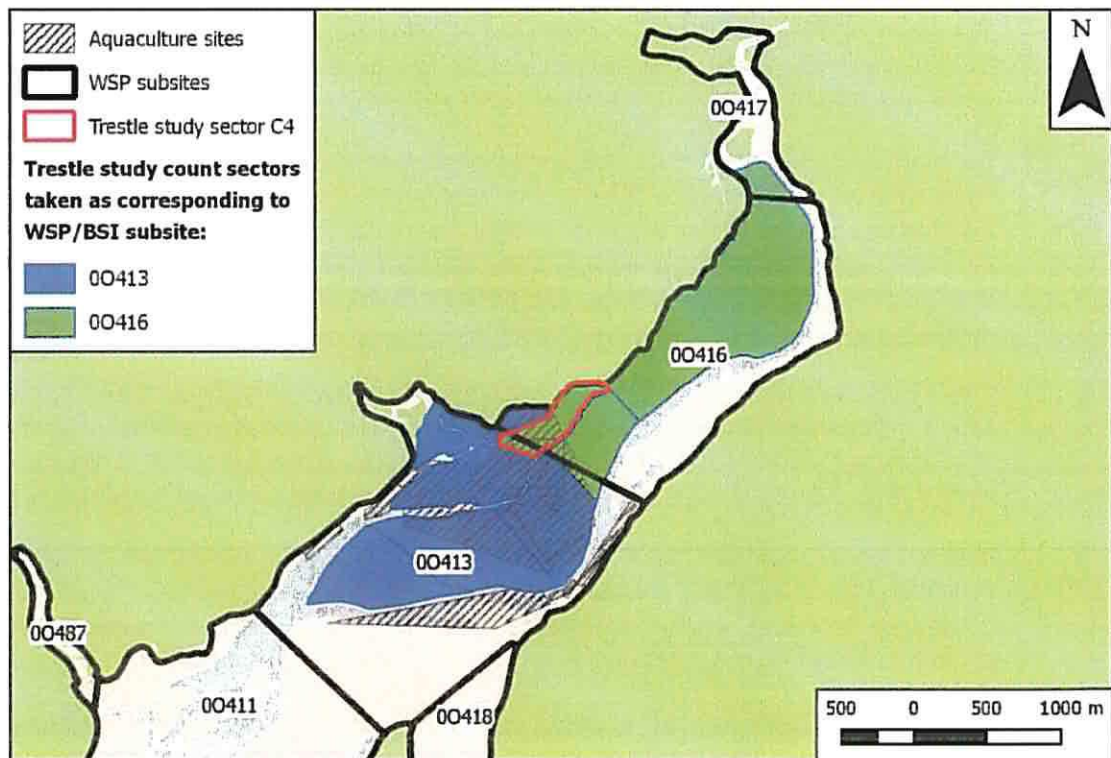 Aquaculture sites
WSP subsites
Trestle study sector C4
Trestle study count sectors
taken as corresponding to
WSP/BSI subsite:
0O413
0O416
N
0O417
0O416
0O413
0O487
0O411
0O418
500 0 500 1000 m